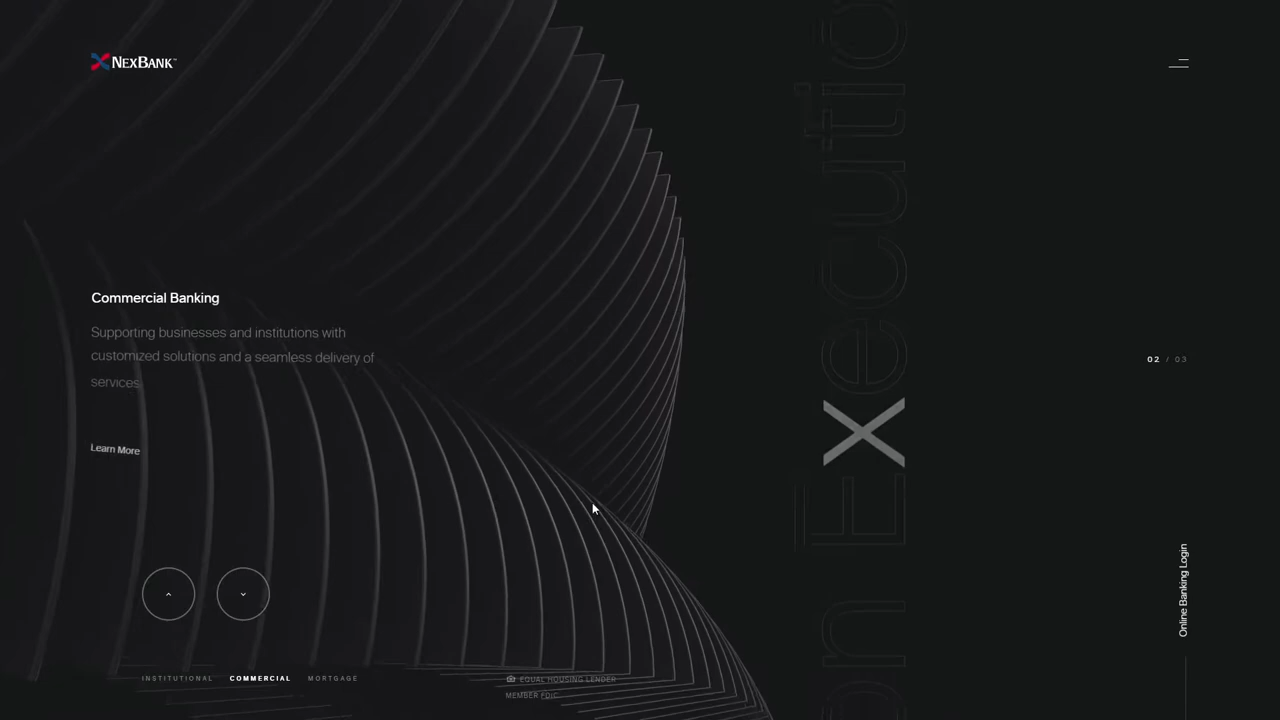 NEXBANK™
Commercial Banking
Supporting businesses and institutions with
customized solutions and a seamless delivery of
services
Learn More
Execution
02 / 03
Online Banking Login
INSTITUTIONAL COMMERCIAL MORTGAGE
EQUAL HOUSING LENDER
MEMBER FDIC